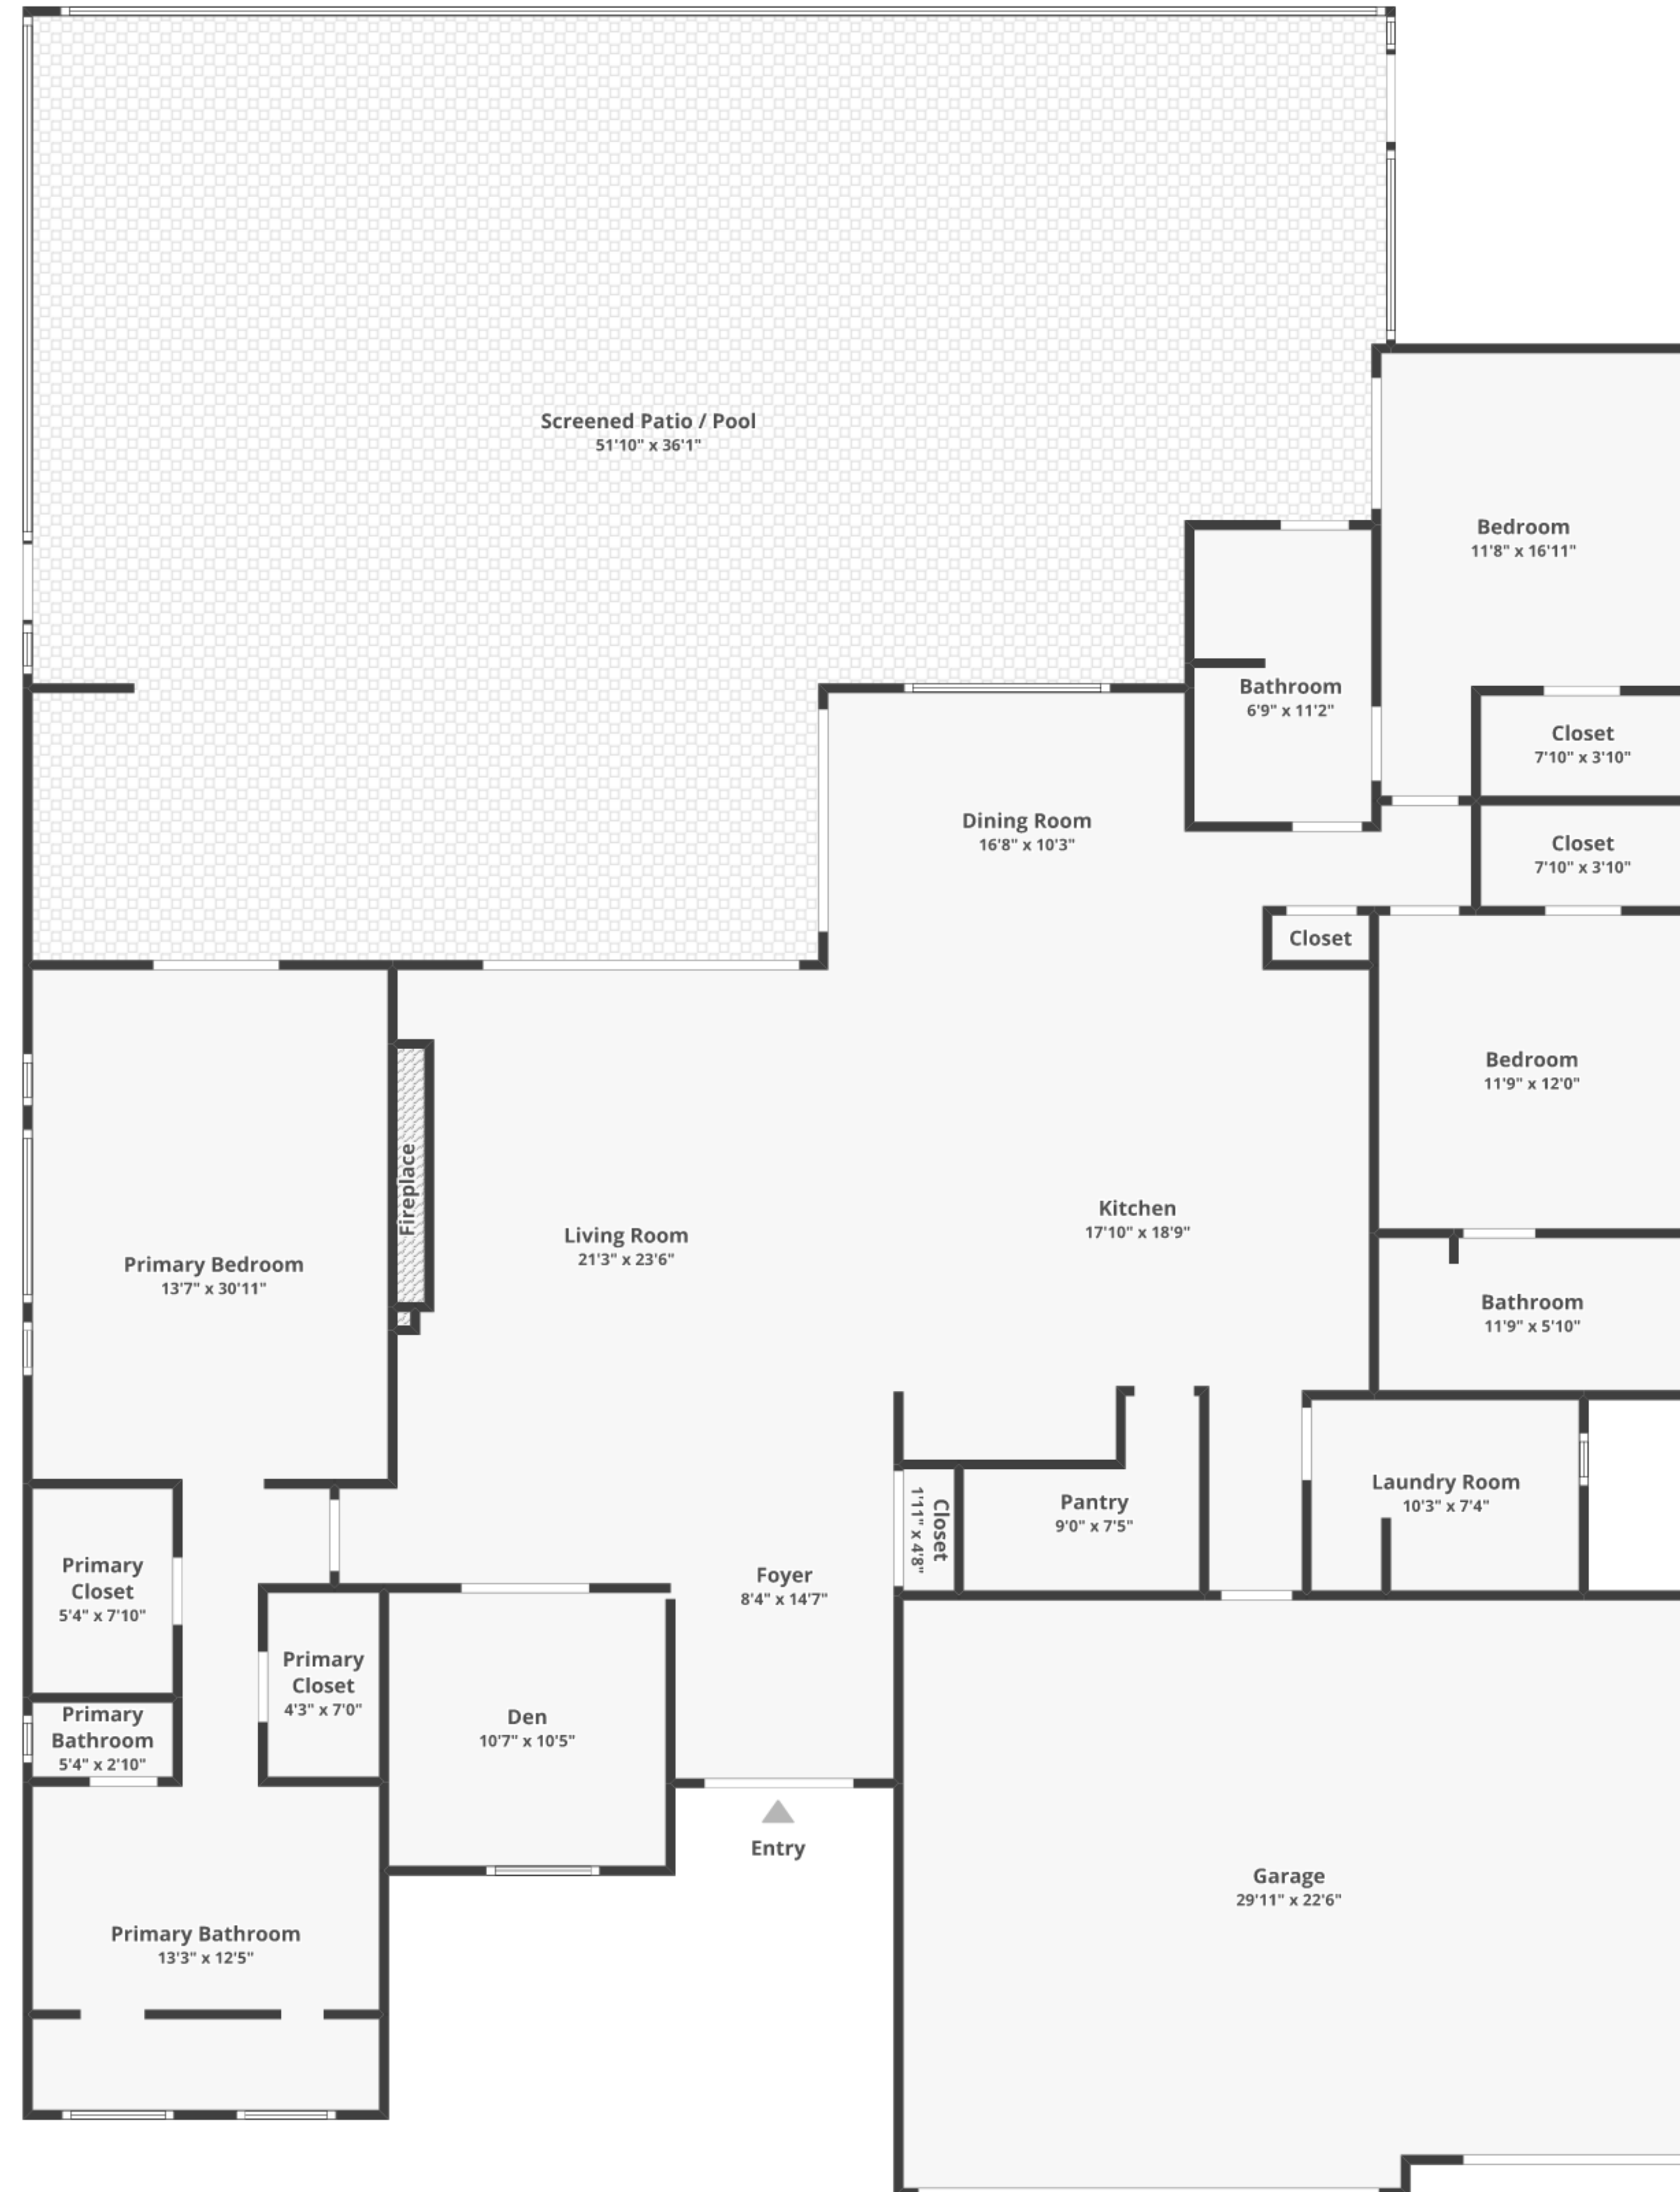 Screened Patio / Pool
51'10" x 36'1"
Bedroom
11'8" x 16'11"
Bathroom
6'9" x 11'2"
Closet
7'10" x 3'10"
Dining Room
16'8" x 10'3"
Closet
7'10" x 3'10"
Closet
Bedroom
11'9" x 12'0"
Fireplace
Kitchen
17'10" x 18'9"
Living Room
21'3" x 23'6"
Primary Bedroom
13'7" x 30'11"
Bathroom
11'9" x 5'10"
Laundry Room
10'3" x 7'4"
Closet
1'11" x 4'8"
Pantry
9'0" x 7'5"
Primary
Closet
5'4" x 7'10"
Foyer
8'4" x 14'7"
Primary
Closet
4'3" x 7'0"
Primary
Bathroom
5'4" x 2'10"
Den
10'7" x 10'5"
Entry
Garage
29'11" x 22'6"
Primary Bathroom
13'3" x 12'5"